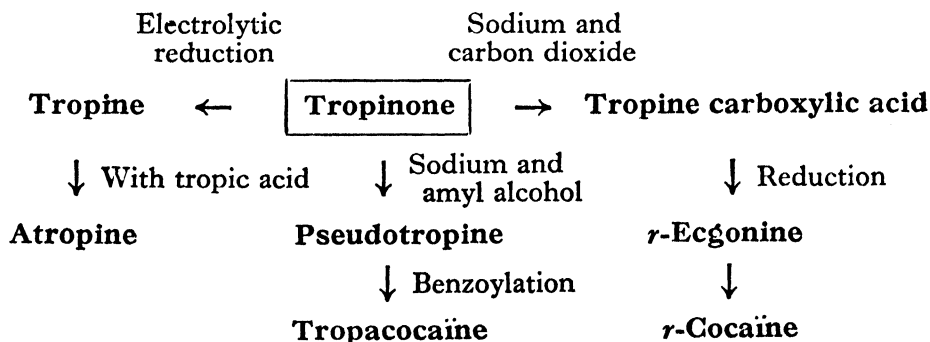 Electrolytic reduction
Sodium and carbon dioxide
Tropine ← Tropinone → Tropine carboxylic acid
↓ With tropic acid ↓ Sodium and amyl alcohol ↓ Reduction
Atropine Pseudotropine r-Ecgonine
↓ Benzoylation ↓
Tropacocaïne r-Cocaïne